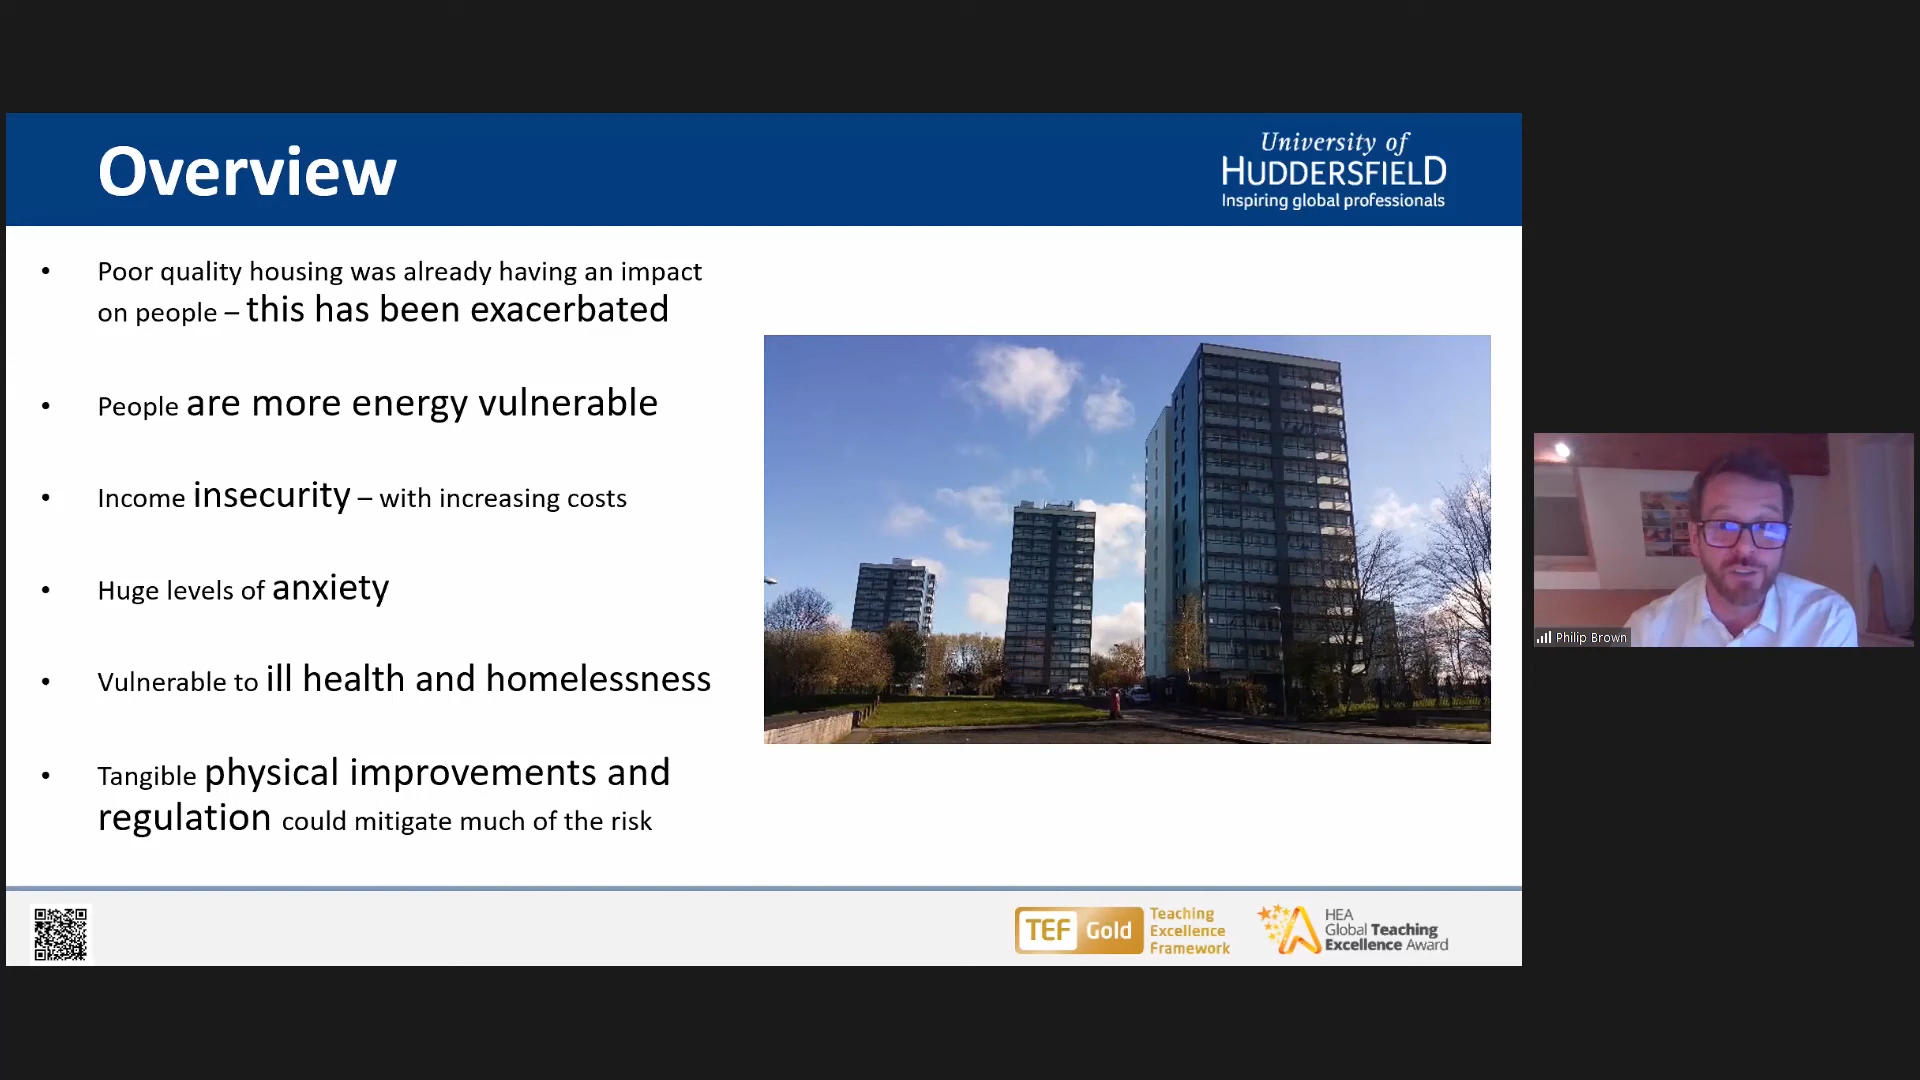 Overview
University of
HUDDERSFIELD
Inspiring global professionals
• Poor quality housing was already having an impact
on people – this has been exacerbated
• People are more energy vulnerable
• Income insecurity – with increasing costs
• Huge levels of anxiety
• Vulnerable to ill health and homelessness
• Tangible physical improvements and
regulation could mitigate much of the risk
Philip Brown
TEF Gold
Teaching
Excellence
Framework
HEA
Global Teaching
Excellence Award